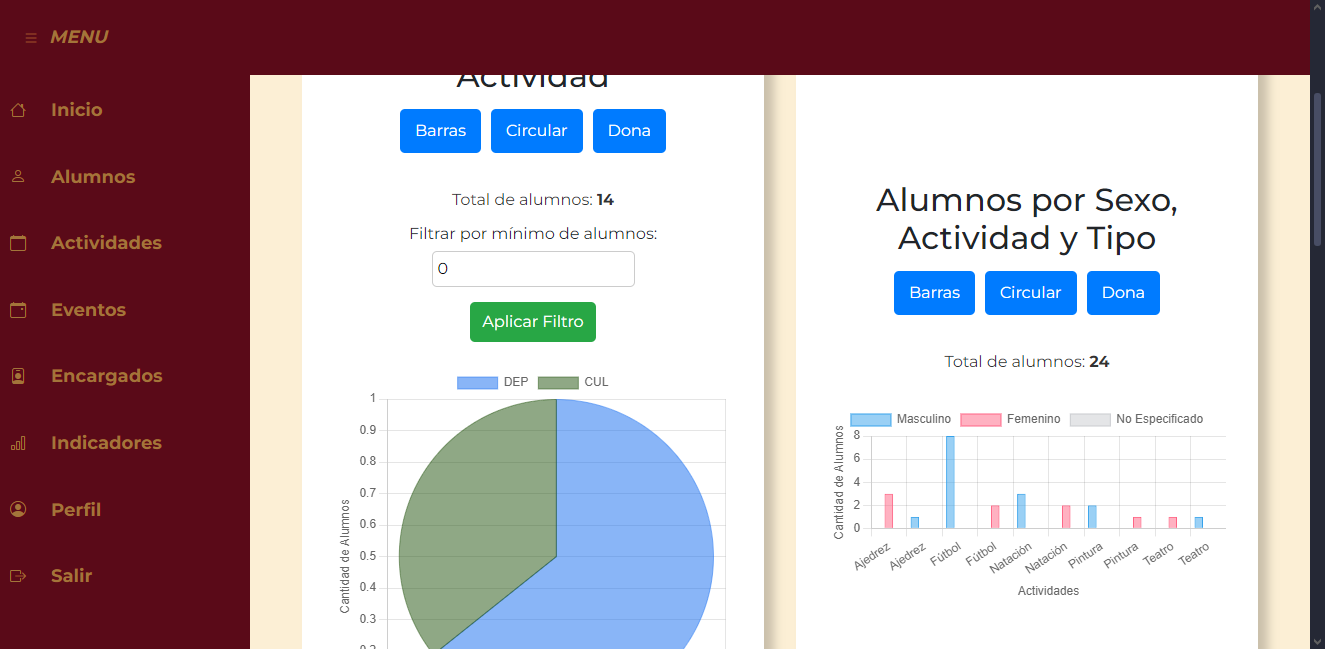 MENU
Inicio
Alumnos
Actividades
Eventos
Encargados
Indicadores
Perfil
Salir
Actividad
Barras Circular Dona
Total de alumnos: 14
Filtrar por mínimo de alumnos:
0
Aplicar Filtro
DEP CUL
Cantidad de Alumnos
1
0.9
0.8
0.7
0.6
0.5
0.4
0.3
0.2
Alumnos por Sexo,
Actividad y Tipo
Barras Circular Dona
Total de alumnos: 24
Masculino Femenino No Especificado
Cantidad de Alumnos
8
6
4
2
0
Ajedrez Ajedrez Fútbol Fútbol Natación Natación Pintura Pintura Teatro Teatro
Actividades